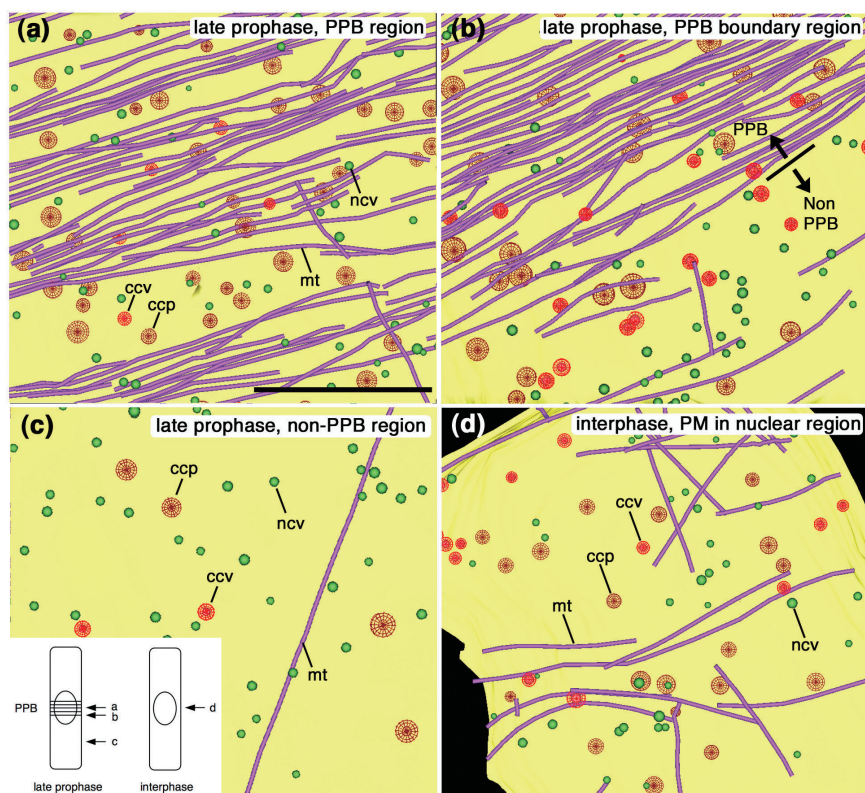 (a) late prophase, PPB region
ncv
mt
ccv
ccp
(b) late prophase, PPB boundary region
PPB
Non
PPB
(c) late prophase, non-PPB region
ccp
ncv
ccv
mt
PPB
a
b
c
d
late prophase
interphase
(d) interphase, PM in nuclear region
ccv
ccp
mt
ncv